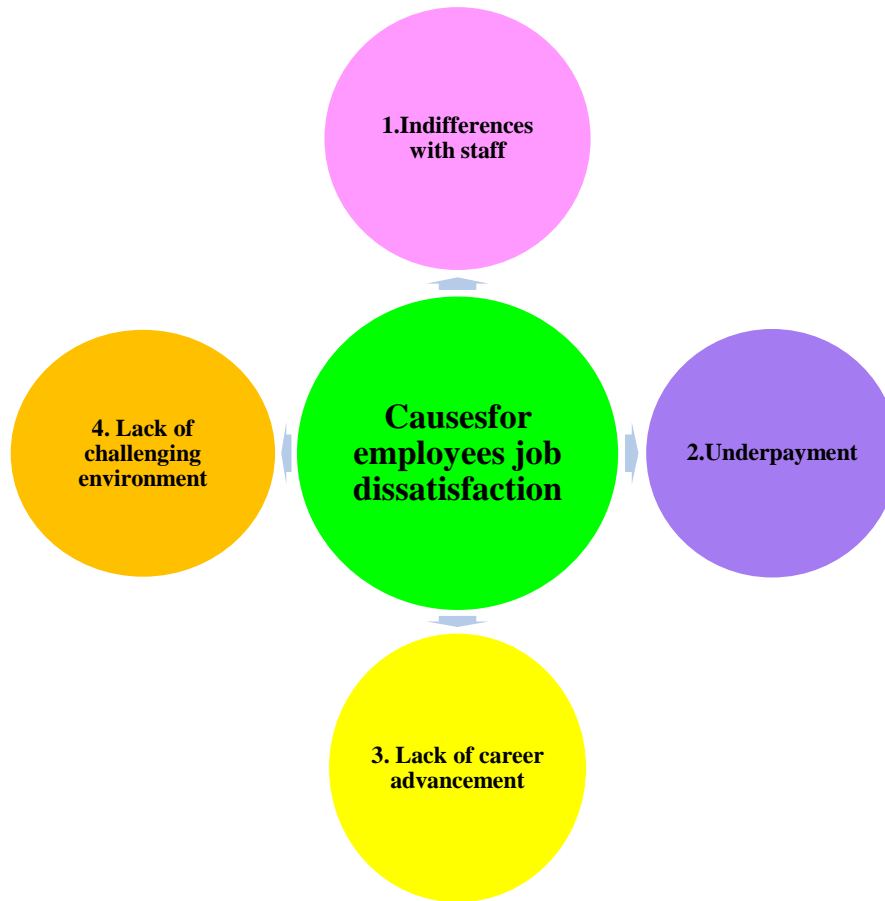 1.Indifferences
with staff
4. Lack of
challenging
environment
Causesfor
employees job
dissatisfaction
2.Underpayment
3. Lack of career
advancement